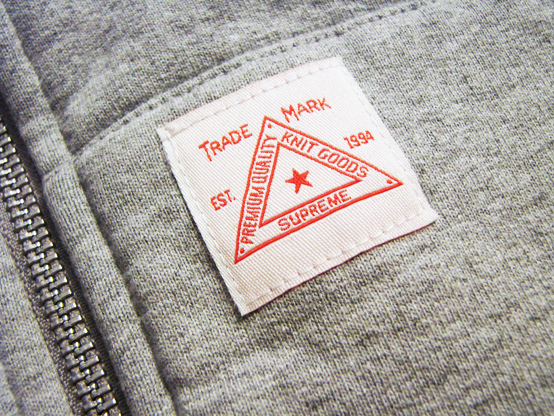 TRADE MARK
EST. 1994
PREMIUM QUALITY
KNIT GOODS
SUPREME